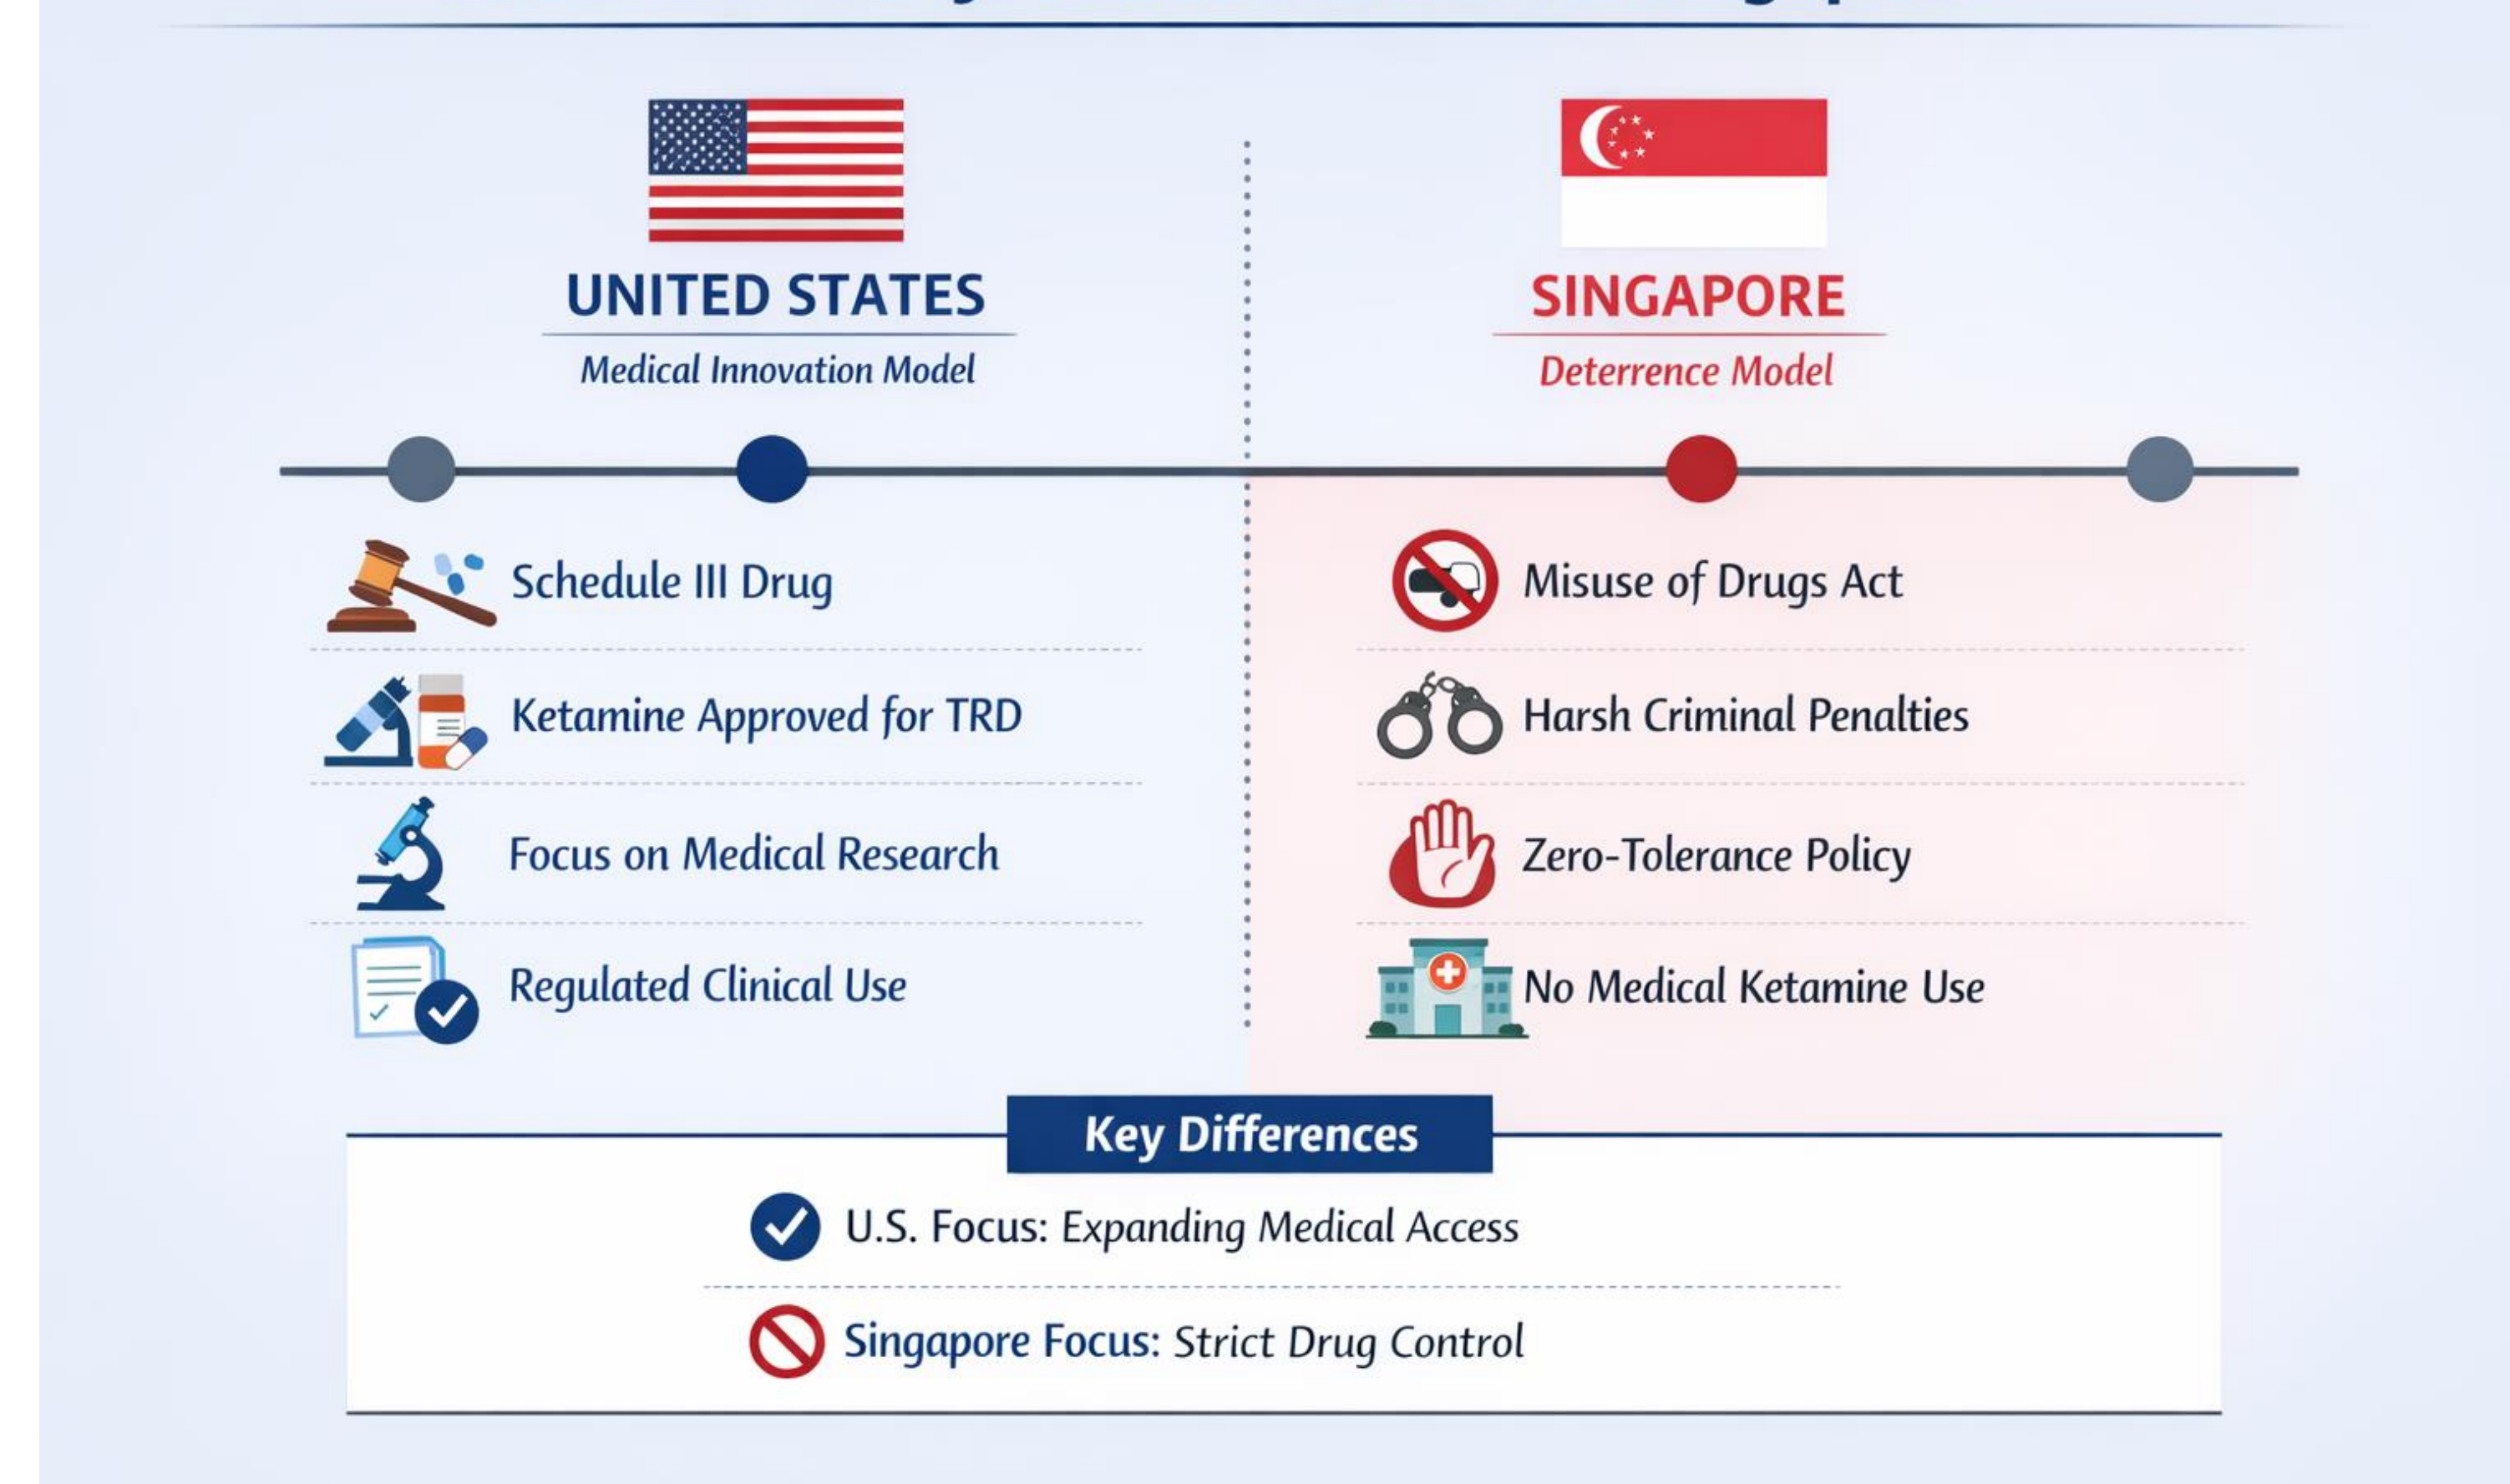 UNITED STATES
Medical Innovation Model
Schedule III Drug
Ketamine Approved for TRD
Focus on Medical Research
Regulated Clinical Use
SINGAPORE
Deterrence Model
Misuse of Drugs Act
Harsh Criminal Penalties
Zero-Tolerance Policy
No Medical Ketamine Use
Key Differences
U.S. Focus: Expanding Medical Access
Singapore Focus: Strict Drug Control